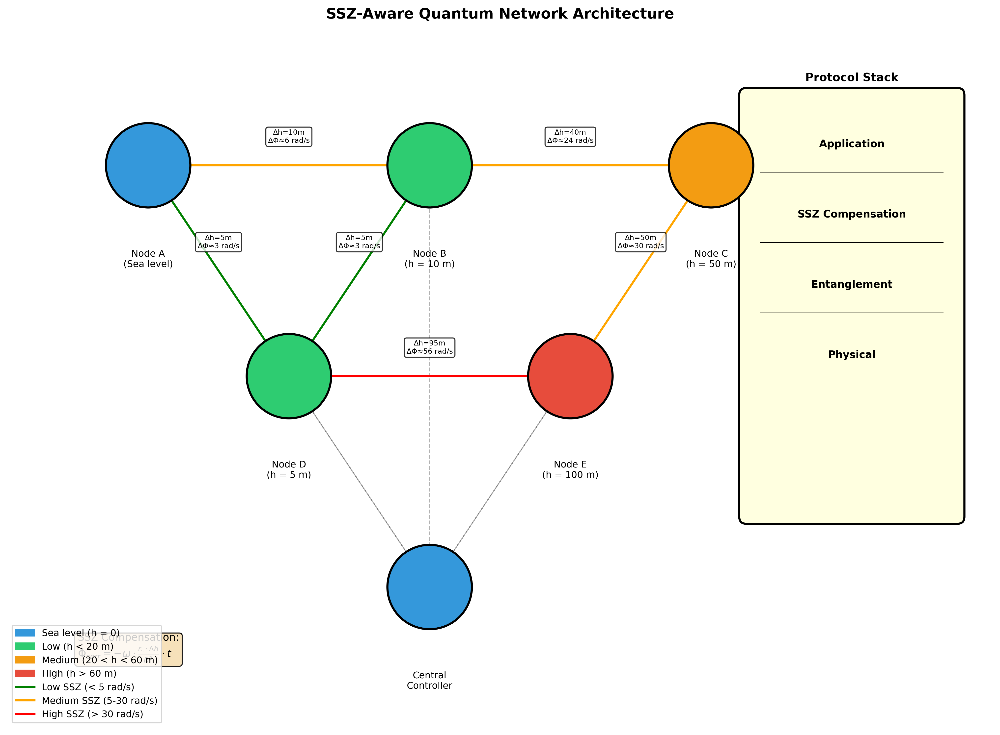 SSZ-Aware Quantum Network Architecture
Protocol Stack
Δh=10m
ΔΦ≈6 rad/s
Δh=40m
ΔΦ≈24 rad/s
Application
SSZ Compensation
Δh=5m
ΔΦ≈3 rad/s
Δh=5m
ΔΦ≈3 rad/s
Δh=50m
ΔΦ≈30 rad/s
Node A
(Sea level)
Node B
(h = 10 m)
Node C
(h = 50 m)
Entanglement
Δh=95m
ΔΦ≈56 rad/s
Physical
Node D
(h = 5 m)
Node E
(h = 100 m)
Central
Controller
SSZ Compensation:
= −ω · r_s · Δh · t
Sea level (h = 0)
Low (h < 20 m)
Medium (20 < h < 60 m)
High (h > 60 m)
Low SSZ (< 5 rad/s)
Medium SSZ (5-30 rad/s)
High SSZ (> 30 rad/s)